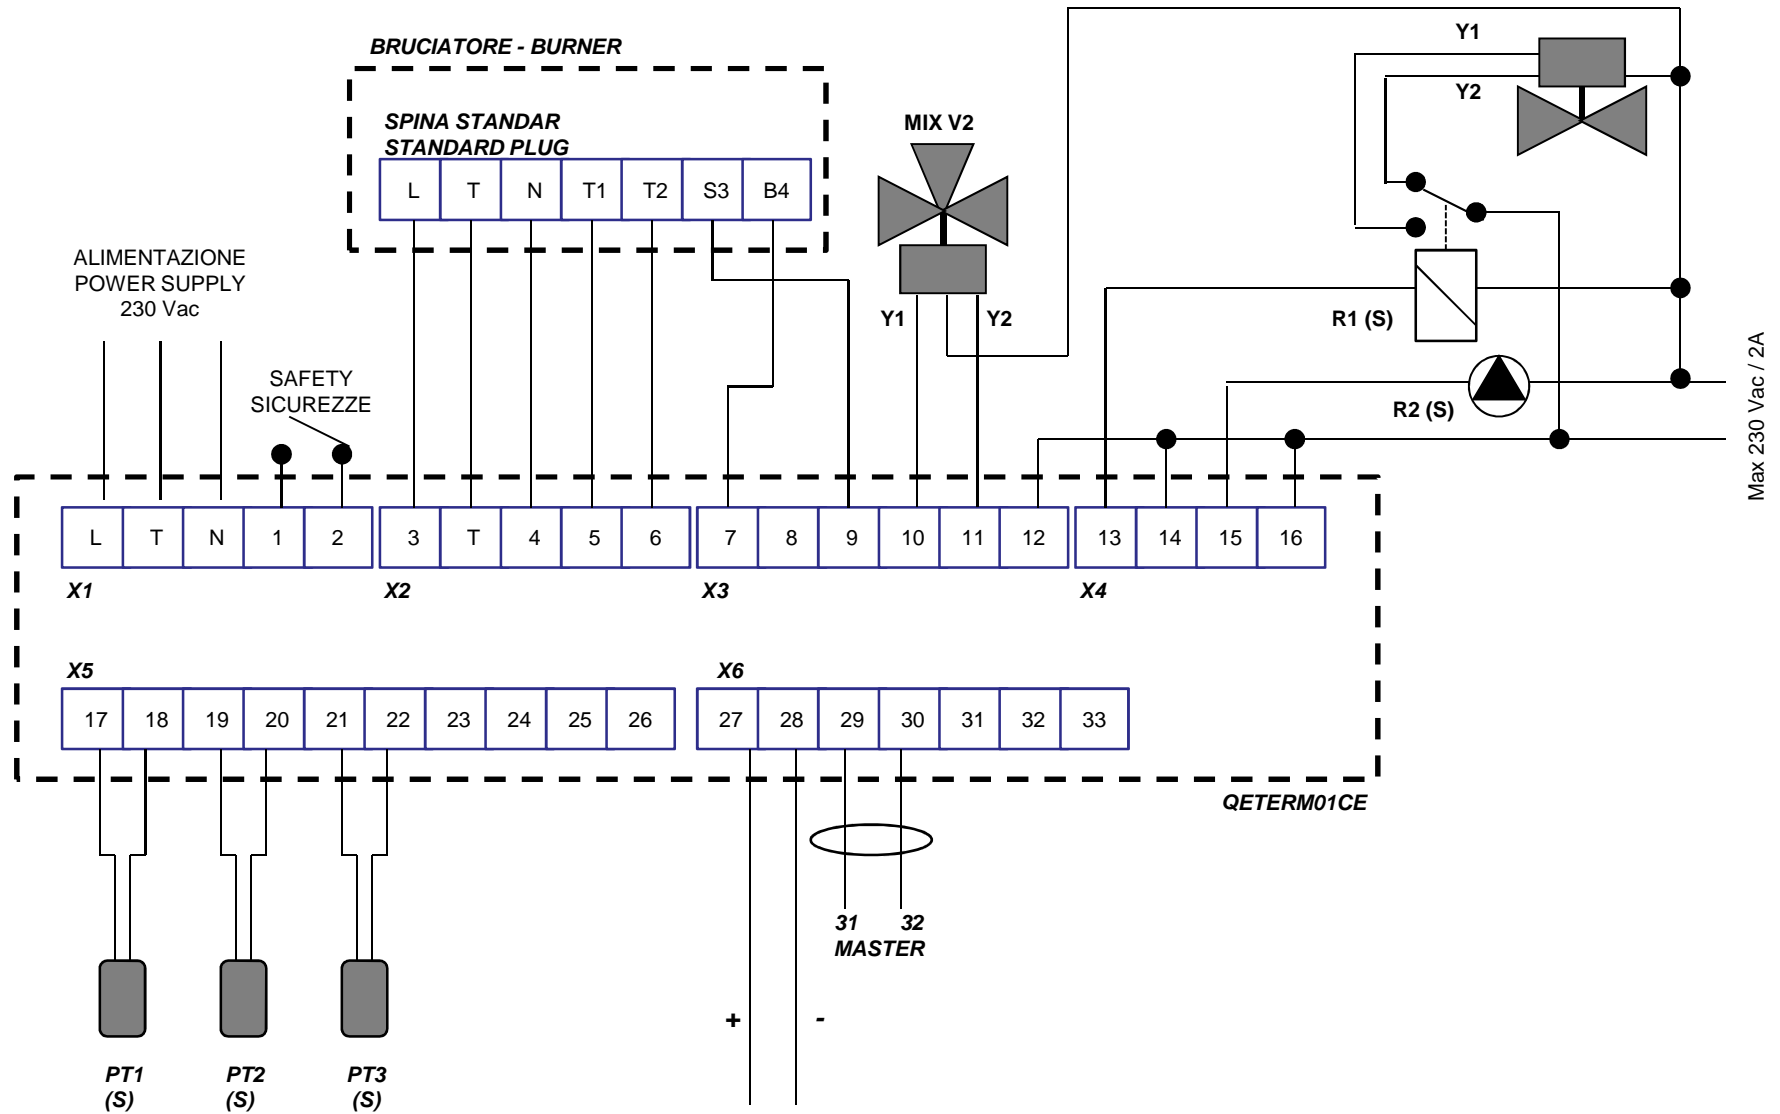 BRUCIATORE - BURNER
SPINA STANDAR
STANDARD PLUG
L T N T1 T2 S3 B4
MIX V2
Y1 Y2
Y1
Y2
R1 (S)
R2 (S)
Max 230 Vac / 2A
ALIMENTAZIONE
POWER SUPPLY
230 Vac
SAFETY
SICUREZZE
L T N 1 2 3 T 4 5 6 7 8 9 10 11 12 13 14 15 16
X1 X2 X3 X4
X5 X6
17 18 19 20 21 22 23 24 25 26 27 28 29 30 31 32 33
QETERM01CE
31 32
MASTER
+ -
PT1 PT2 PT3
(S) (S) (S)